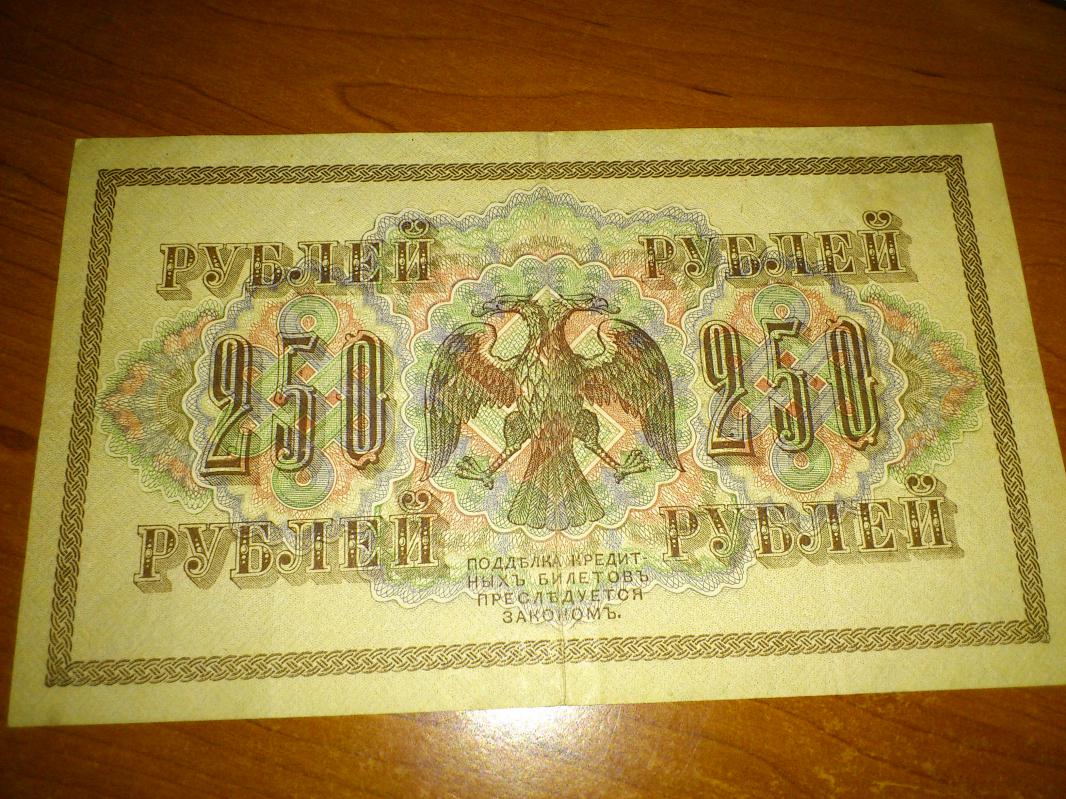 РУБЛЕЙ РУБЛЕЙ
250 250
РУБЛЕЙ РУБЛЕЙ
ПОДДѢЛКА КРЕДИТ-
НЫХЪ БИЛЕТОВЪ
ПРЕСЛѢДУЕТСЯ
ЗАКОНОМЪ.